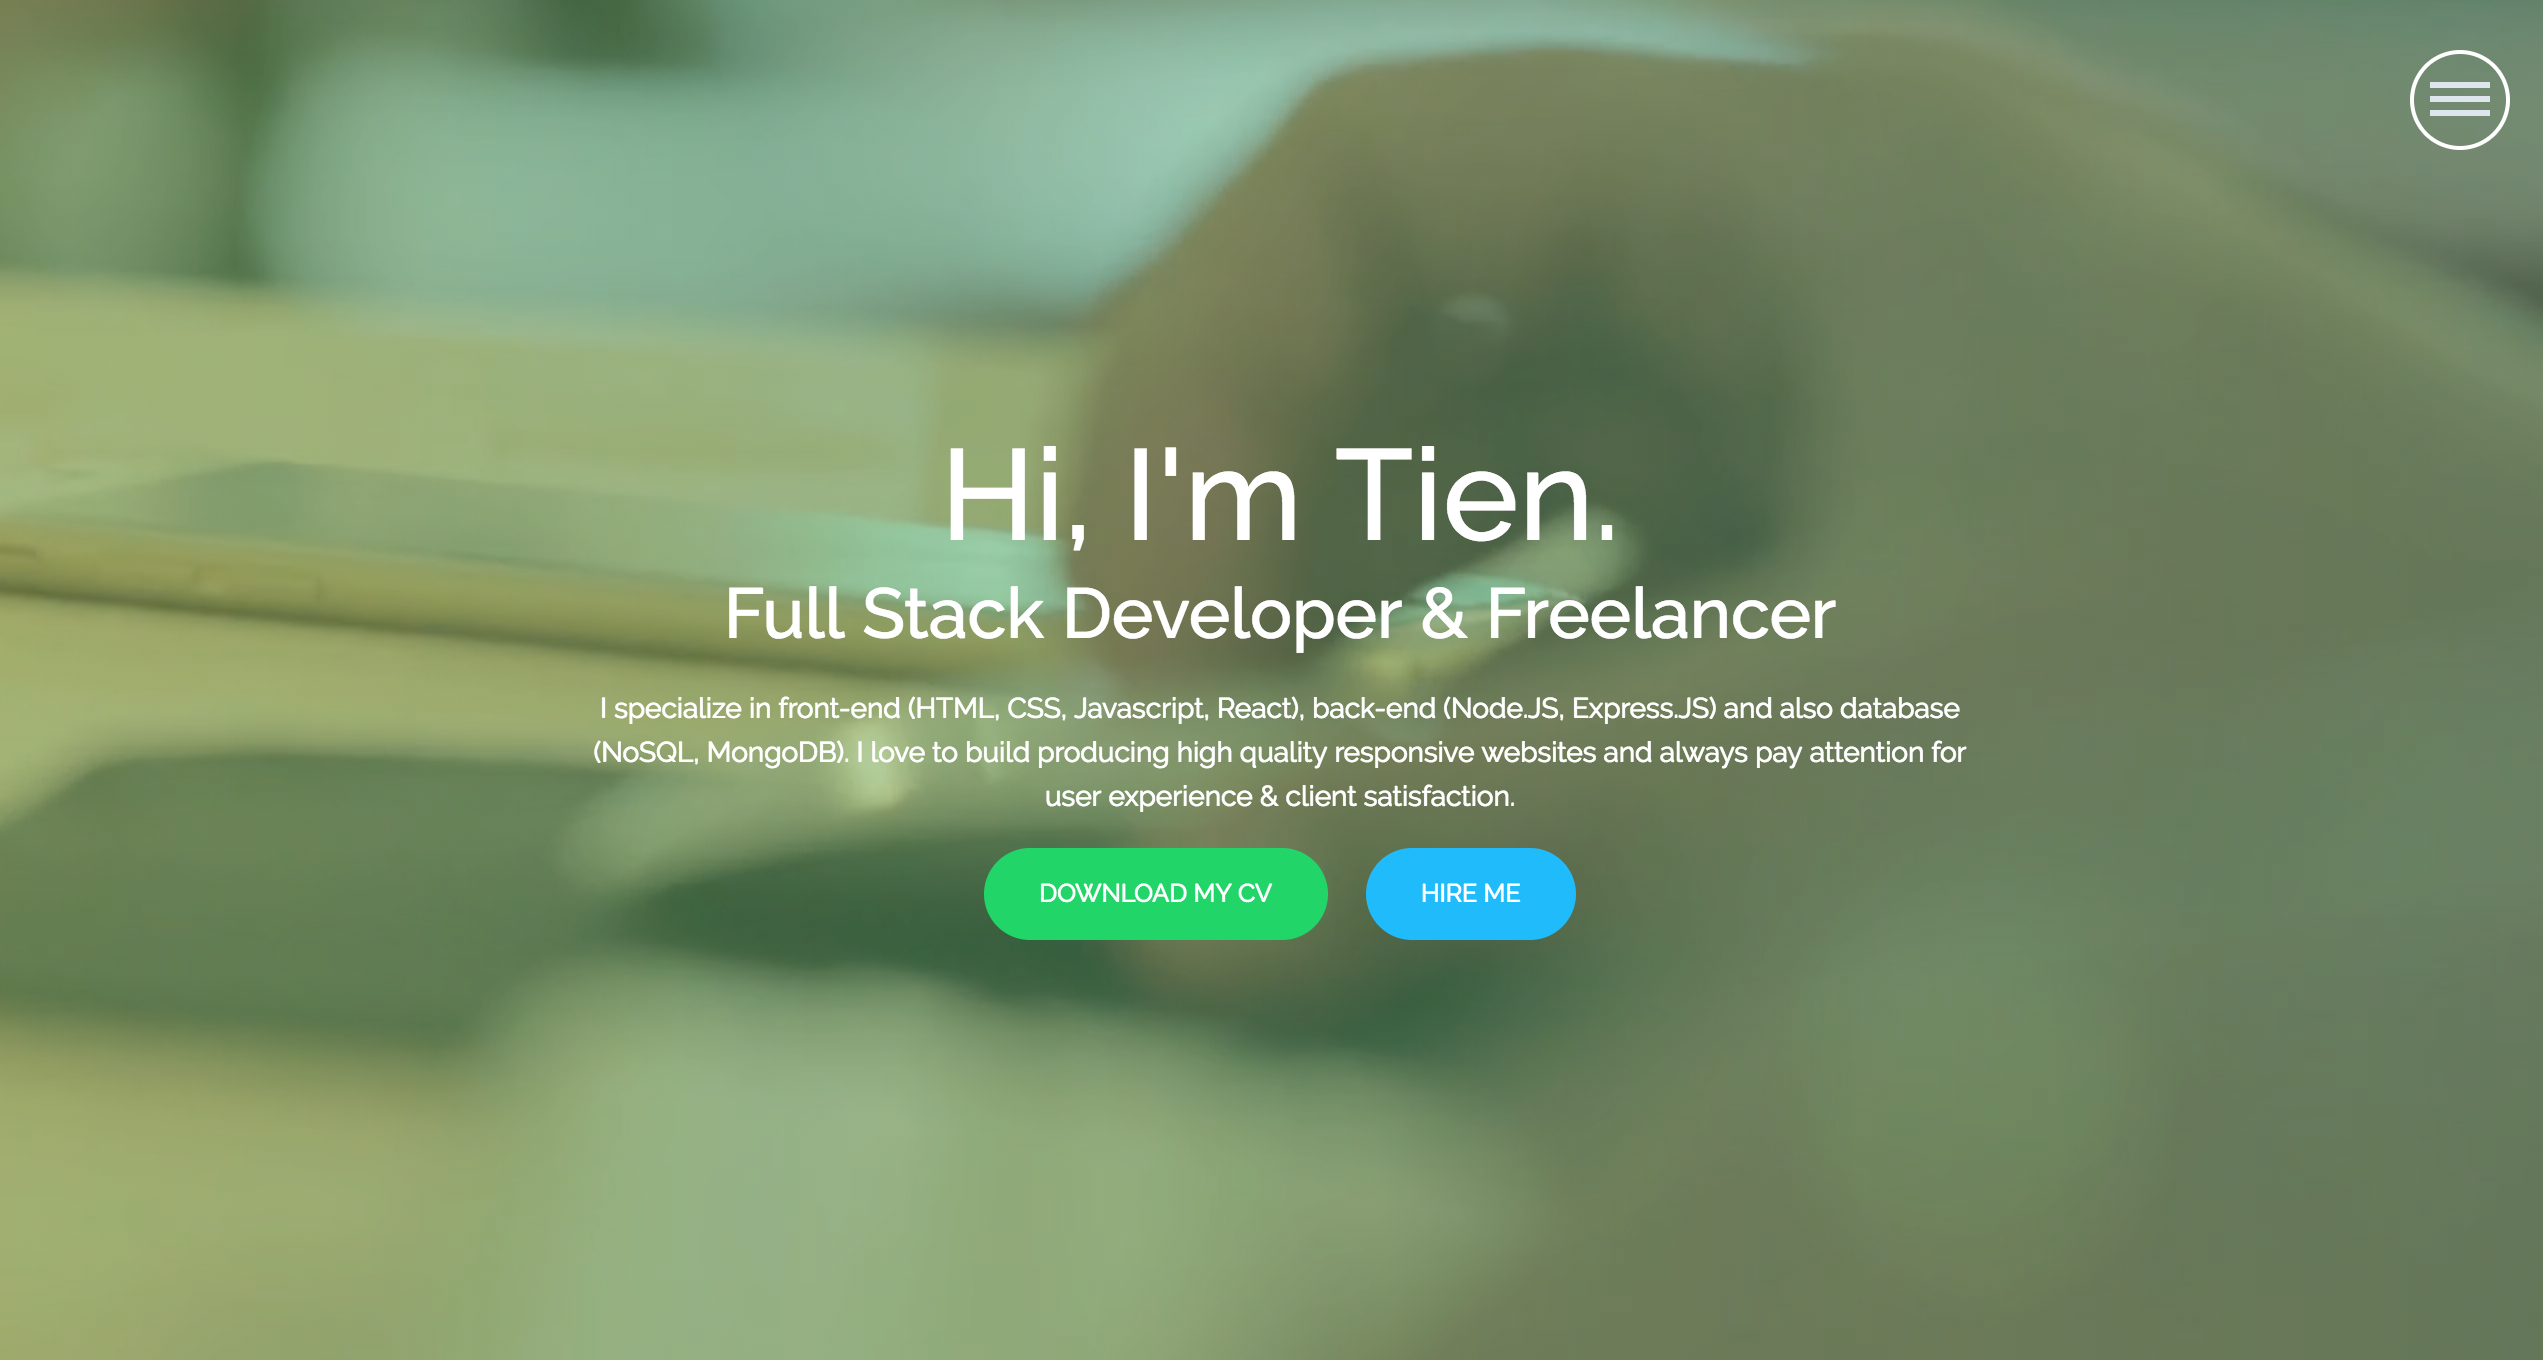 Hi, I'm Tien.
Full Stack Developer & Freelancer
I specialize in front-end (HTML, CSS, Javascript, React), back-end (Node.JS, Express.JS) and also database
(NoSQL, MongoDB). I love to build producing high quality responsive websites and always pay attention for
user experience & client satisfaction.
DOWNLOAD MY CV
HIRE ME